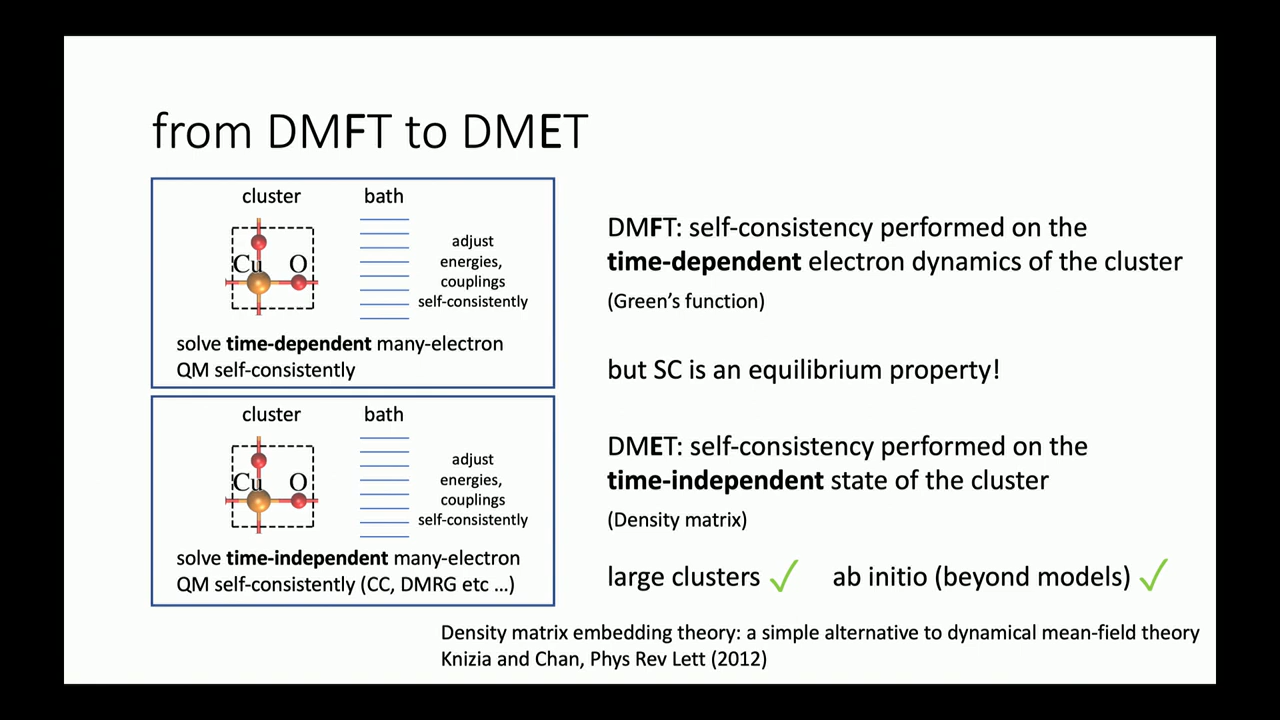 from DMFT to DMET
cluster bath
Cu O
adjust
energies,
couplings
self-consistently
solve time-dependent many-electron
QM self-consistently
cluster bath
Cu O
adjust
energies,
couplings
self-consistently
solve time-independent many-electron
QM self-consistently (CC, DMRG etc ...)
DMFT: self-consistency performed on the
time-dependent electron dynamics of the cluster
(Green's function)
but SC is an equilibrium property!
DMET: self-consistency performed on the
time-independent state of the cluster
(Density matrix)
large clusters ✓ ab initio (beyond models) ✓
Density matrix embedding theory: a simple alternative to dynamical mean-field theory
Knizia and Chan, Phys Rev Lett (2012)